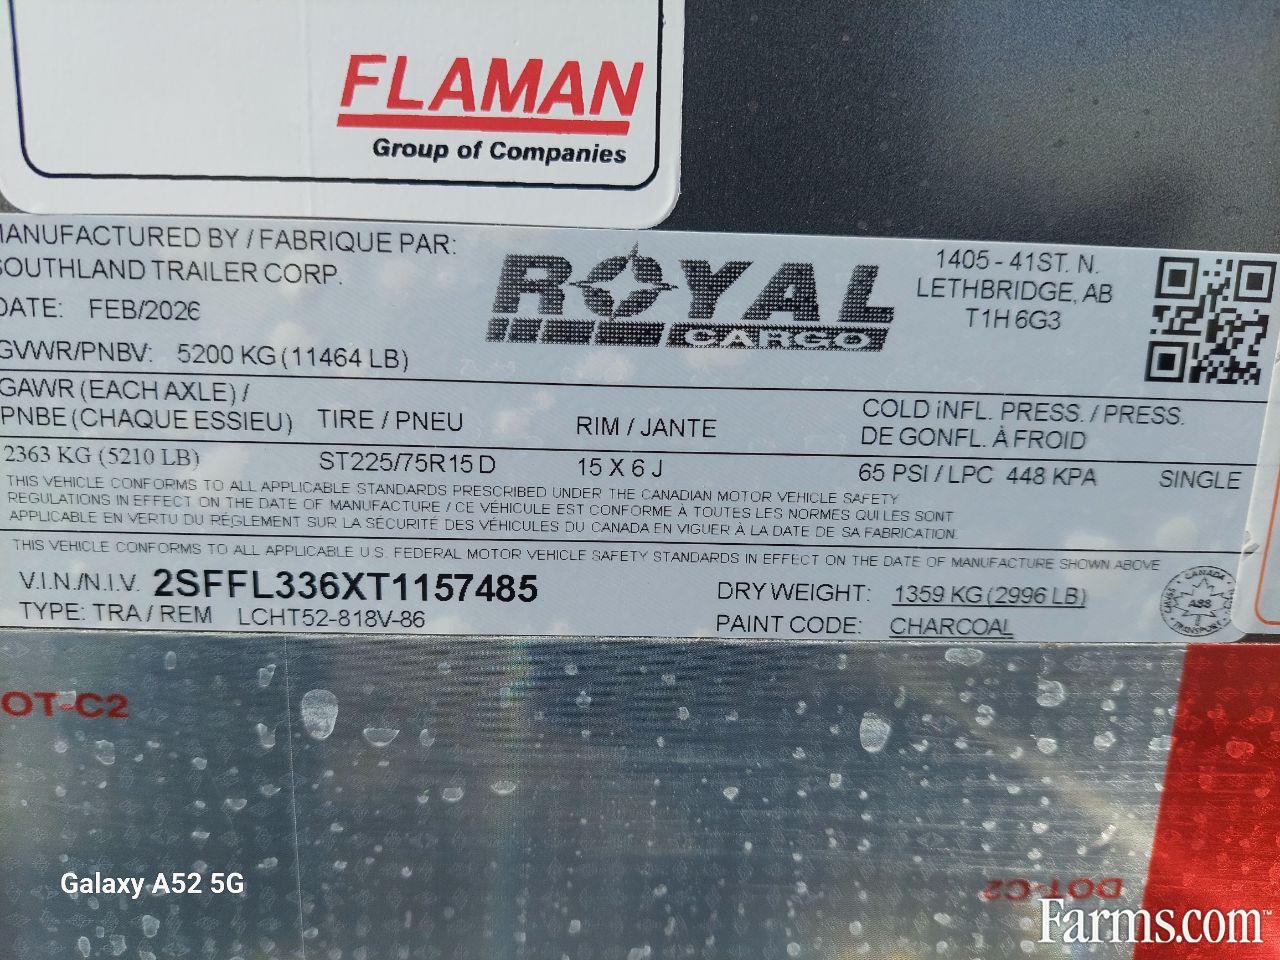 FLAMAN
Group of Companies
MANUFACTURED BY / FABRIQUE PAR:
SOUTHLAND TRAILER CORP.
DATE: FEB/2026
ROYAL
CARGO
1405 - 41ST. N.
LETHBRIDGE, AB
T1H 6G3
GVWR/PNBV: 5200 KG (11464 LB)
GAWR (EACH AXLE) /
PNBE (CHAQUE ESSIEU) TIRE / PNEU RIM / JANTE COLD INFL. PRESS. / PRESS.
DE GONFL. À FROID
2363 KG (5210 LB) ST225/75R15 D 15 X 6 J 65 PSI / LPC 448 KPA SINGLE
THIS VEHICLE CONFORMS TO ALL APPLICABLE STANDARDS PRESCRIBED UNDER THE CANADIAN MOTOR VEHICLE SAFETY
REGULATIONS IN EFFECT ON THE DATE OF MANUFACTURE / CE VÉHICULE EST CONFORME À TOUTES LES NORMES QUI LES SONT
APPLICABLE EN VERTU DU RÉGLEMENT SUR LA SÉCURITÉ DES VÉHICULES DU CANADA EN VIGUER À LA DATE DE SA FABRICATION.
THIS VEHICLE CONFORMS TO ALL APPLICABLE U.S. FEDERAL MOTOR VEHICLE SAFETY STANDARDS IN EFFECT ON THE DATE OF MANUFACTURE SHOWN ABOVE
V.I.N./N.I.V. 2SFFL336XT1157485 DRY WEIGHT: 1359 KG (2996 LB)
TYPE: TRA / REM LCHT52-818V-86 PAINT CODE: CHARCOAL
CANADA
ASS
TRANSPORT
OT-C2
DOT-C2
Galaxy A52 5G
Farms.com™